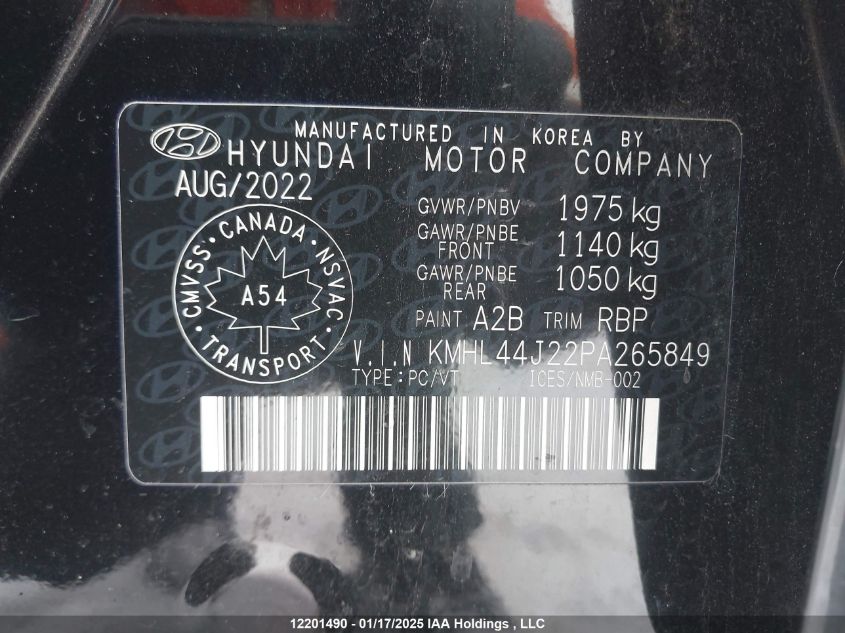 MANUFACTURED IN KOREA BY
HYUNDAI MOTOR COMPANY
AUG/2022
GVWR/PNBV 1975 kg
GAWR/PNBE FRONT 1140 kg
GAWR/PNBE REAR 1050 kg
PAINT A2B TRIM RBP
CANADA · NSVAC · TRANSPORT · CMVSS ·
A54
V.I.N KMHL44J22PA265849
TYPE:PC/VT ICES/NMB-002
12201490 - 01/17/2025 IAA Holdings , LLC